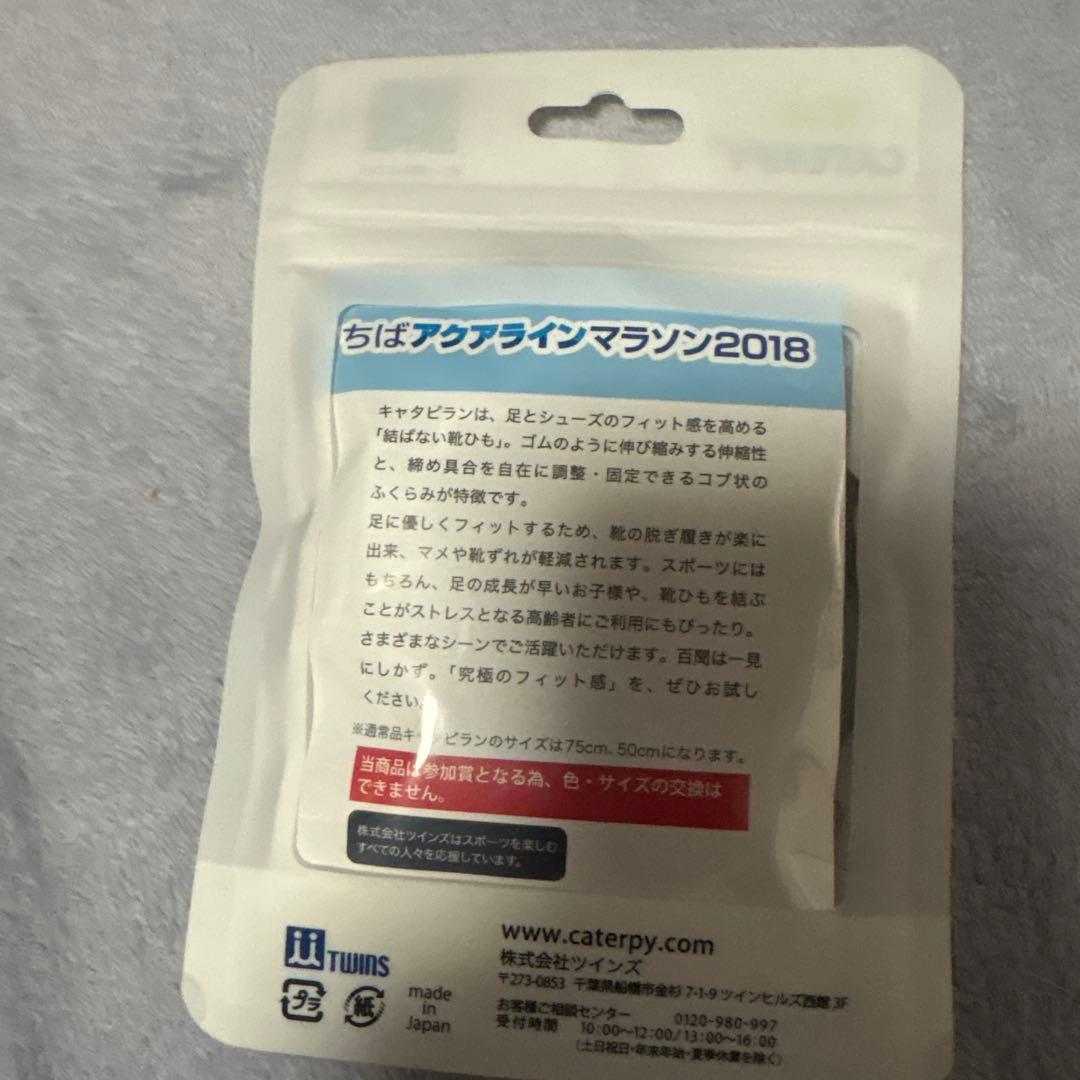 ちばアクアラインマラソン2018
キャタピランは、足とシューズのフィット感を高める
「結ばない靴ひも」。ゴムのように伸び縮みする伸縮性
と、締め具合を自在に調整・固定できるコブ状の
ふくらみが特徴です。
足に優しくフィットするため、靴の脱ぎ履きが楽に
出来、マメや靴ずれが軽減されます。スポーツには
もちろん、足の成長が早いお子様や、靴ひもを結ぶ
ことがストレスとなる高齢者にご利用にもぴったり。
さまざまなシーンでご活躍いただけます。百聞は一見
にしかず。「究極のフィット感」を、ぜひお試し
ください。
※通常品キ ピランのサイズは75cm、50cmになります。
当商品は参加賞となる為、色・サイズの交換は
できません。
株式会社ツインズはスポーツを楽しむ
すべての人々を応援しています。
TWINS
www.caterpy.com
株式会社ツインズ
〒273-0853 千葉県船橋市金杉 7-1-9 ツインヒルズ西館 3F
プラ
紙
made
in
Japan
お客様ご相談センター 0120-980-997
受付時間 10:00〜12:00/13:00〜16:00
(土日祝日・年末年始・夏季休業を除く)